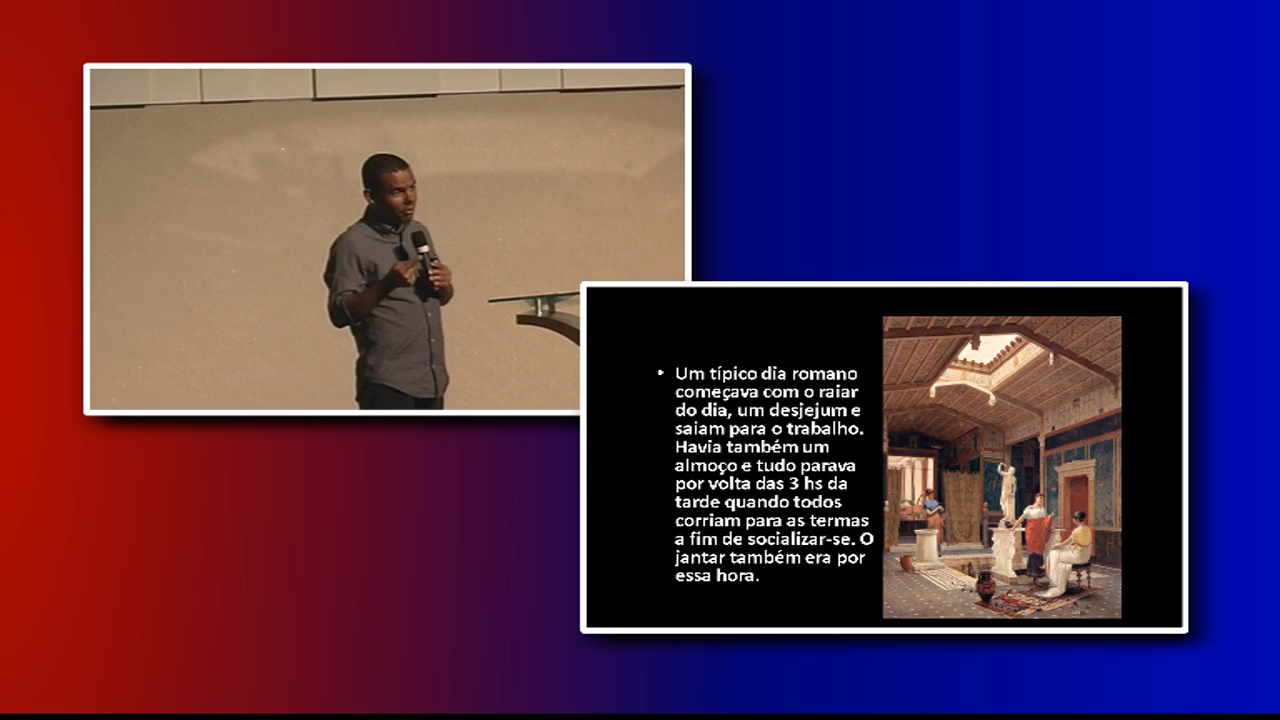 • Um típico dia romano
começava com o raiar
do dia, um desjejum e
saiam para o trabalho.
Havia também um
almoço e tudo parava
por volta das 3 hs da
tarde quando todos
corriam para as termas
a fim de socializar-se. O
jantar também era por
essa hora.